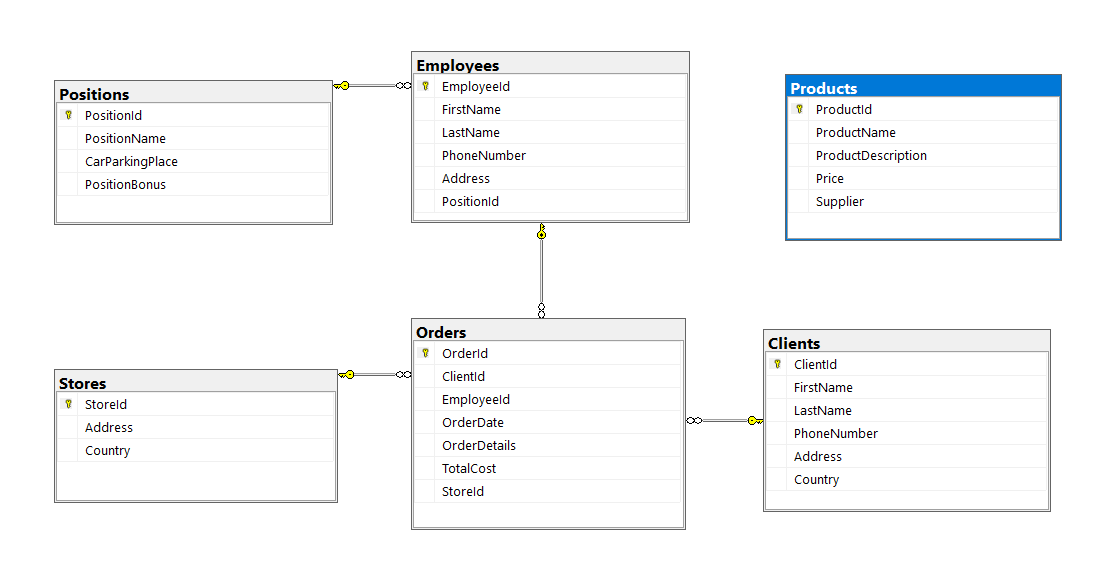 Positions
PositionId
PositionName
CarParkingPlace
PositionBonus
Employees
EmployeeId
FirstName
LastName
PhoneNumber
Address
PositionId
Products
ProductId
ProductName
ProductDescription
Price
Supplier
Stores
StoreId
Address
Country
Orders
OrderId
ClientId
EmployeeId
OrderDate
OrderDetails
TotalCost
StoreId
Clients
ClientId
FirstName
LastName
PhoneNumber
Address
Country